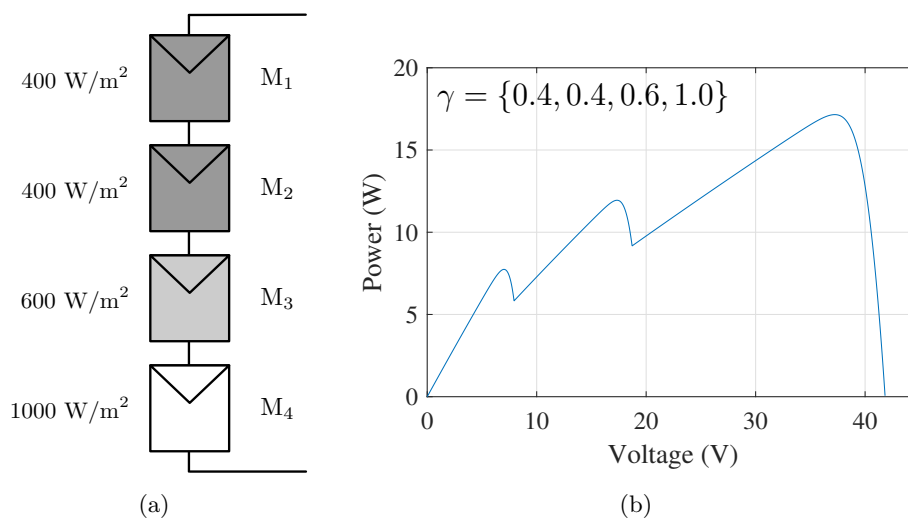 400 W/m²
M₁
400 W/m²
M₂
600 W/m²
M₃
1000 W/m²
M₄
(a)
γ = {0.4, 0.4, 0.6, 1.0}
20
15
10
5
0
Power (W)
0 10 20 30 40
Voltage (V)
(b)